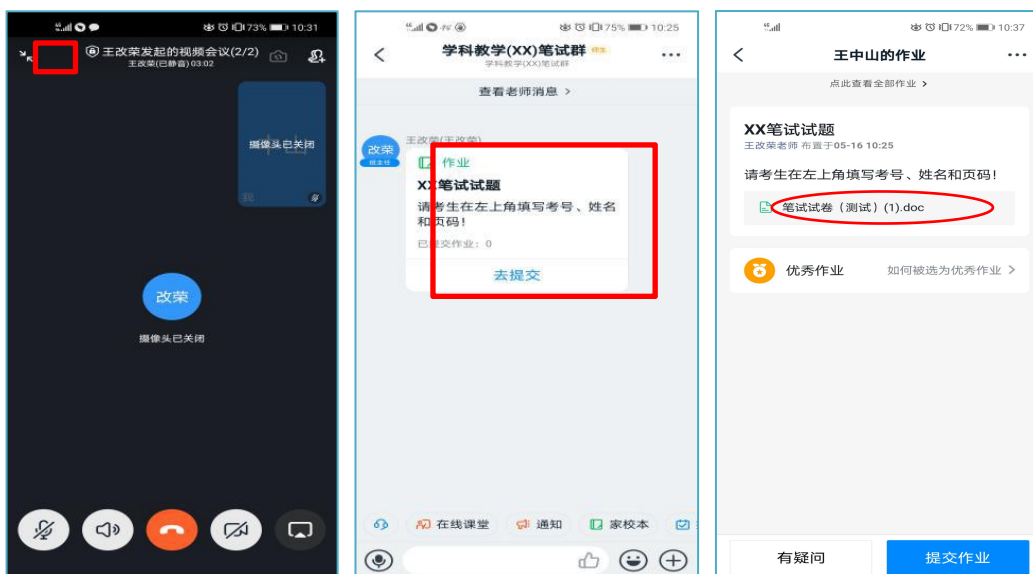 73% 10:31
王改荣发起的视频会议(2/2)
王改荣(已静音) 03:02
摄像头已关闭
我
改荣
摄像头已关闭
75% 10:25
学科教学(XX)笔试群 师生
学科教学(XX)笔试群
查看老师消息 >
改荣
班主任
王改荣(王改荣)
作业
XX笔试试题
请考生在左上角填写考号、姓名
和页码!
已提交作业: 0
去提交
在线课堂
通知
家校本
72% 10:37
王中山的作业
点此查看全部作业 >
XX笔试试题
王改荣老师 布置于05-16 10:25
请考生在左上角填写考号、姓名和页码!
笔试试卷（测试）(1).doc
优秀作业
如何被选为优秀作业 >
有疑问
提交作业